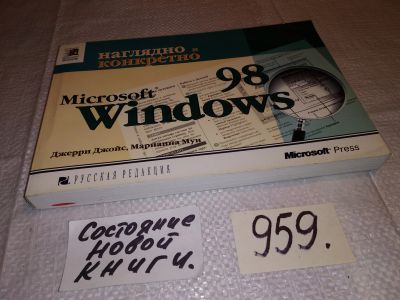 наглядно и
конкретно
Microsoft
Windows 98
Джерри Джойс, Марианна Мун
РУССКАЯ РЕДАКЦИЯ
Microsoft Press
Состояние
новой
книги.
959.